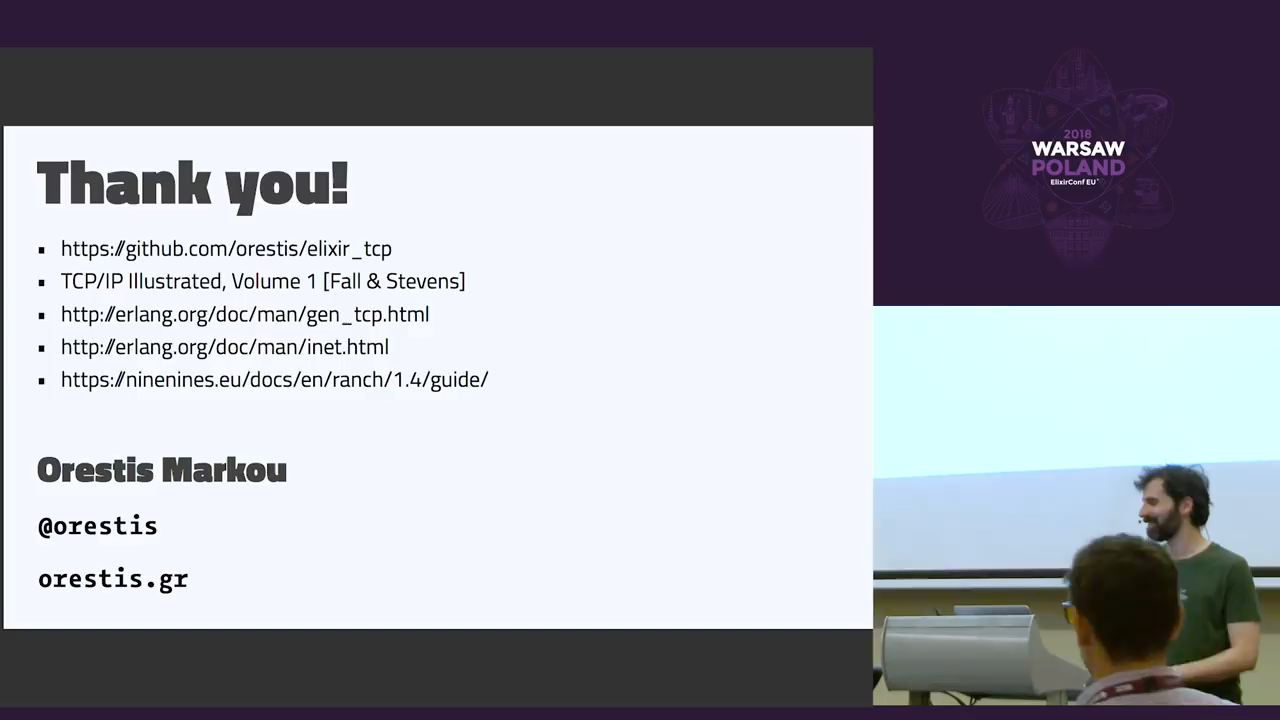 Thank you!
https://github.com/orestis/elixir_tcp
TCP/IP Illustrated, Volume 1 [Fall & Stevens]
http://erlang.org/doc/man/gen_tcp.html
http://erlang.org/doc/man/inet.html
https://ninenines.eu/docs/en/ranch/1.4/guide/
Orestis Markou
@orestis
orestis.gr
2018
WARSAW
POLAND
ElixirConf EU